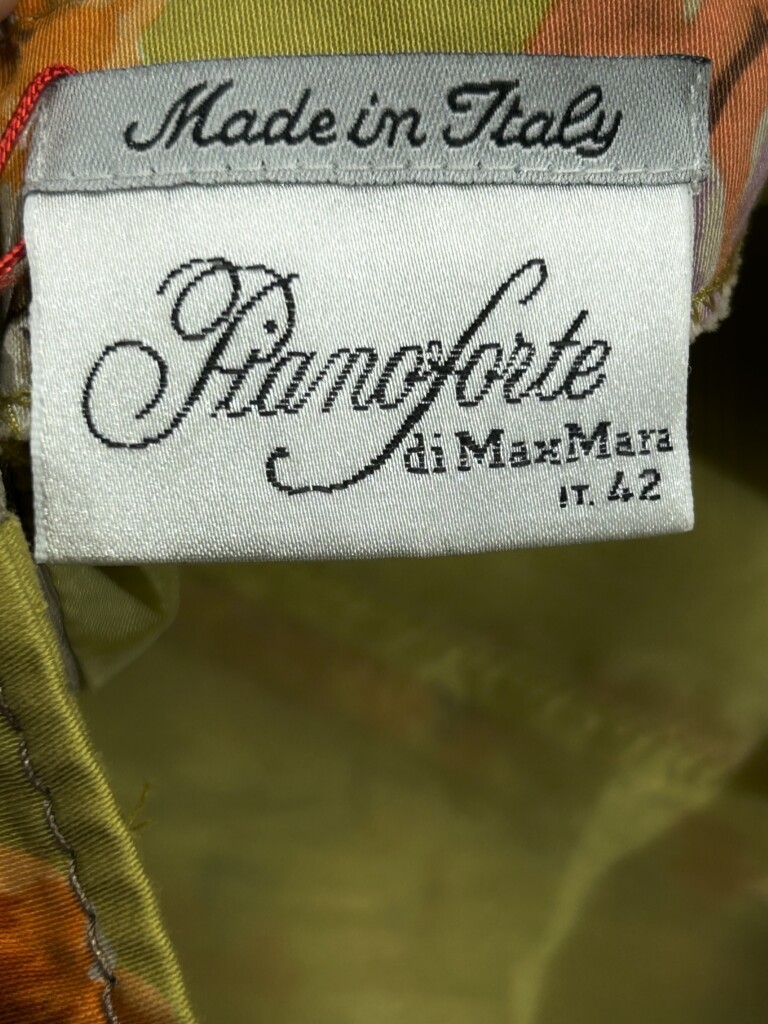 Made in Italy
Pianoforte
di MaxMara
IT. 42